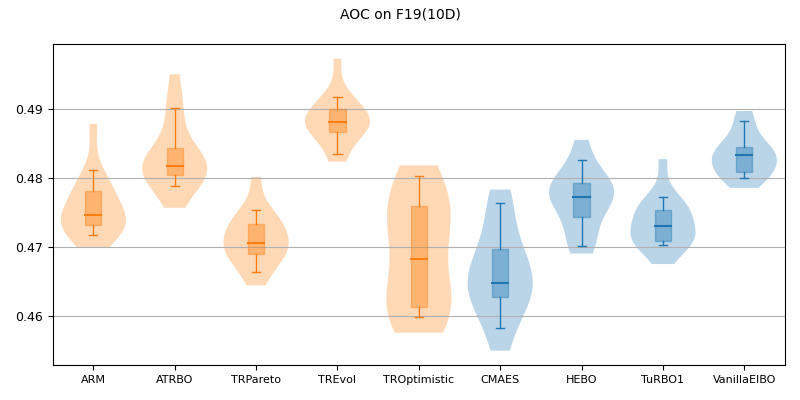 AOC on F19(10D)
0.49
0.48
0.47
0.46
ARM ATRBO TRPareto TREvol TROptimistic CMAES HEBO TuRBO1 VanillaEIBO